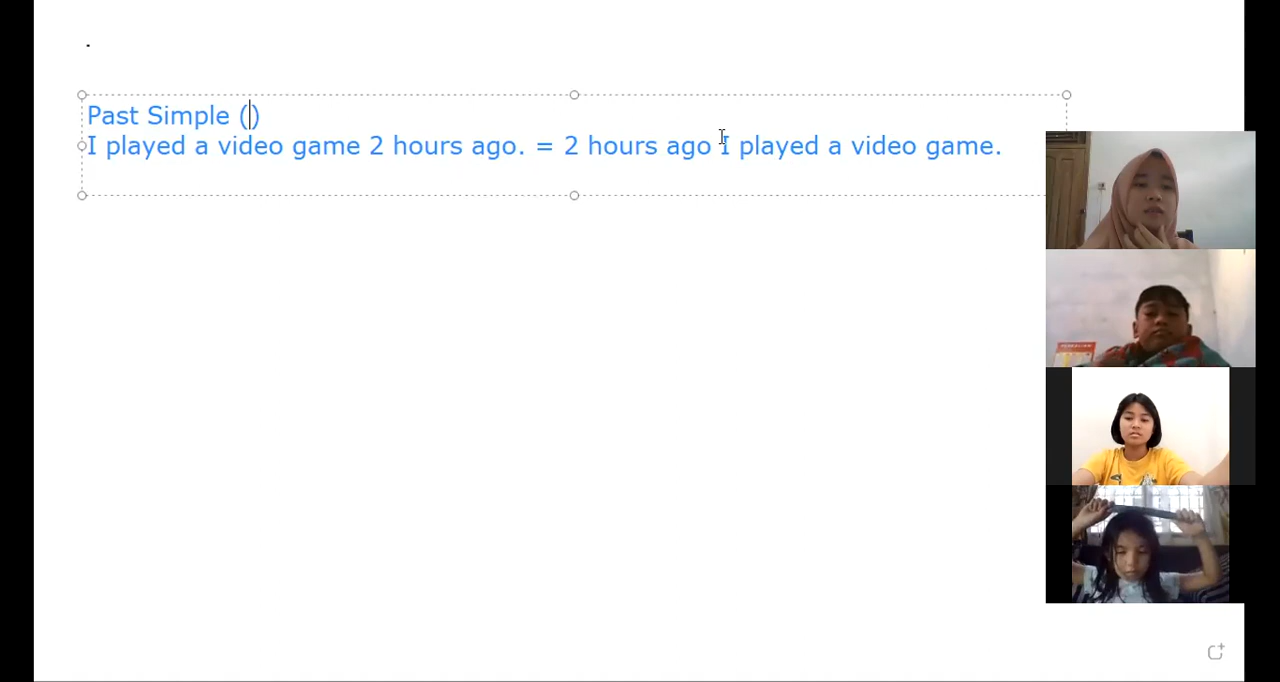 .
Past Simple ()
I played a video game 2 hours ago. = 2 hours ago I played a video game.